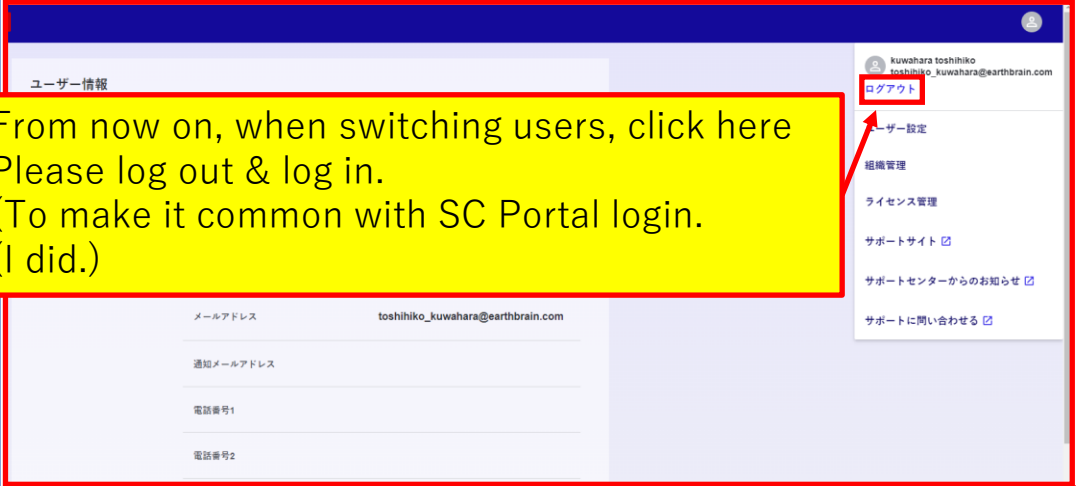 kuwahara toshihiko
toshihiko_kuwahara@earthbrain.com
ログアウト
ユーザー情報
From now on, when switching users, click here
Please log out & log in.
(To make it common with SC Portal login.
(I did.)
ーザー設定
組織管理
ライセンス管理
サポートサイト
サポートセンターからのお知らせ
サポートに問い合わせる
メールアドレス toshihiko_kuwahara@earthbrain.com
通知メールアドレス
電話番号1
電話番号2